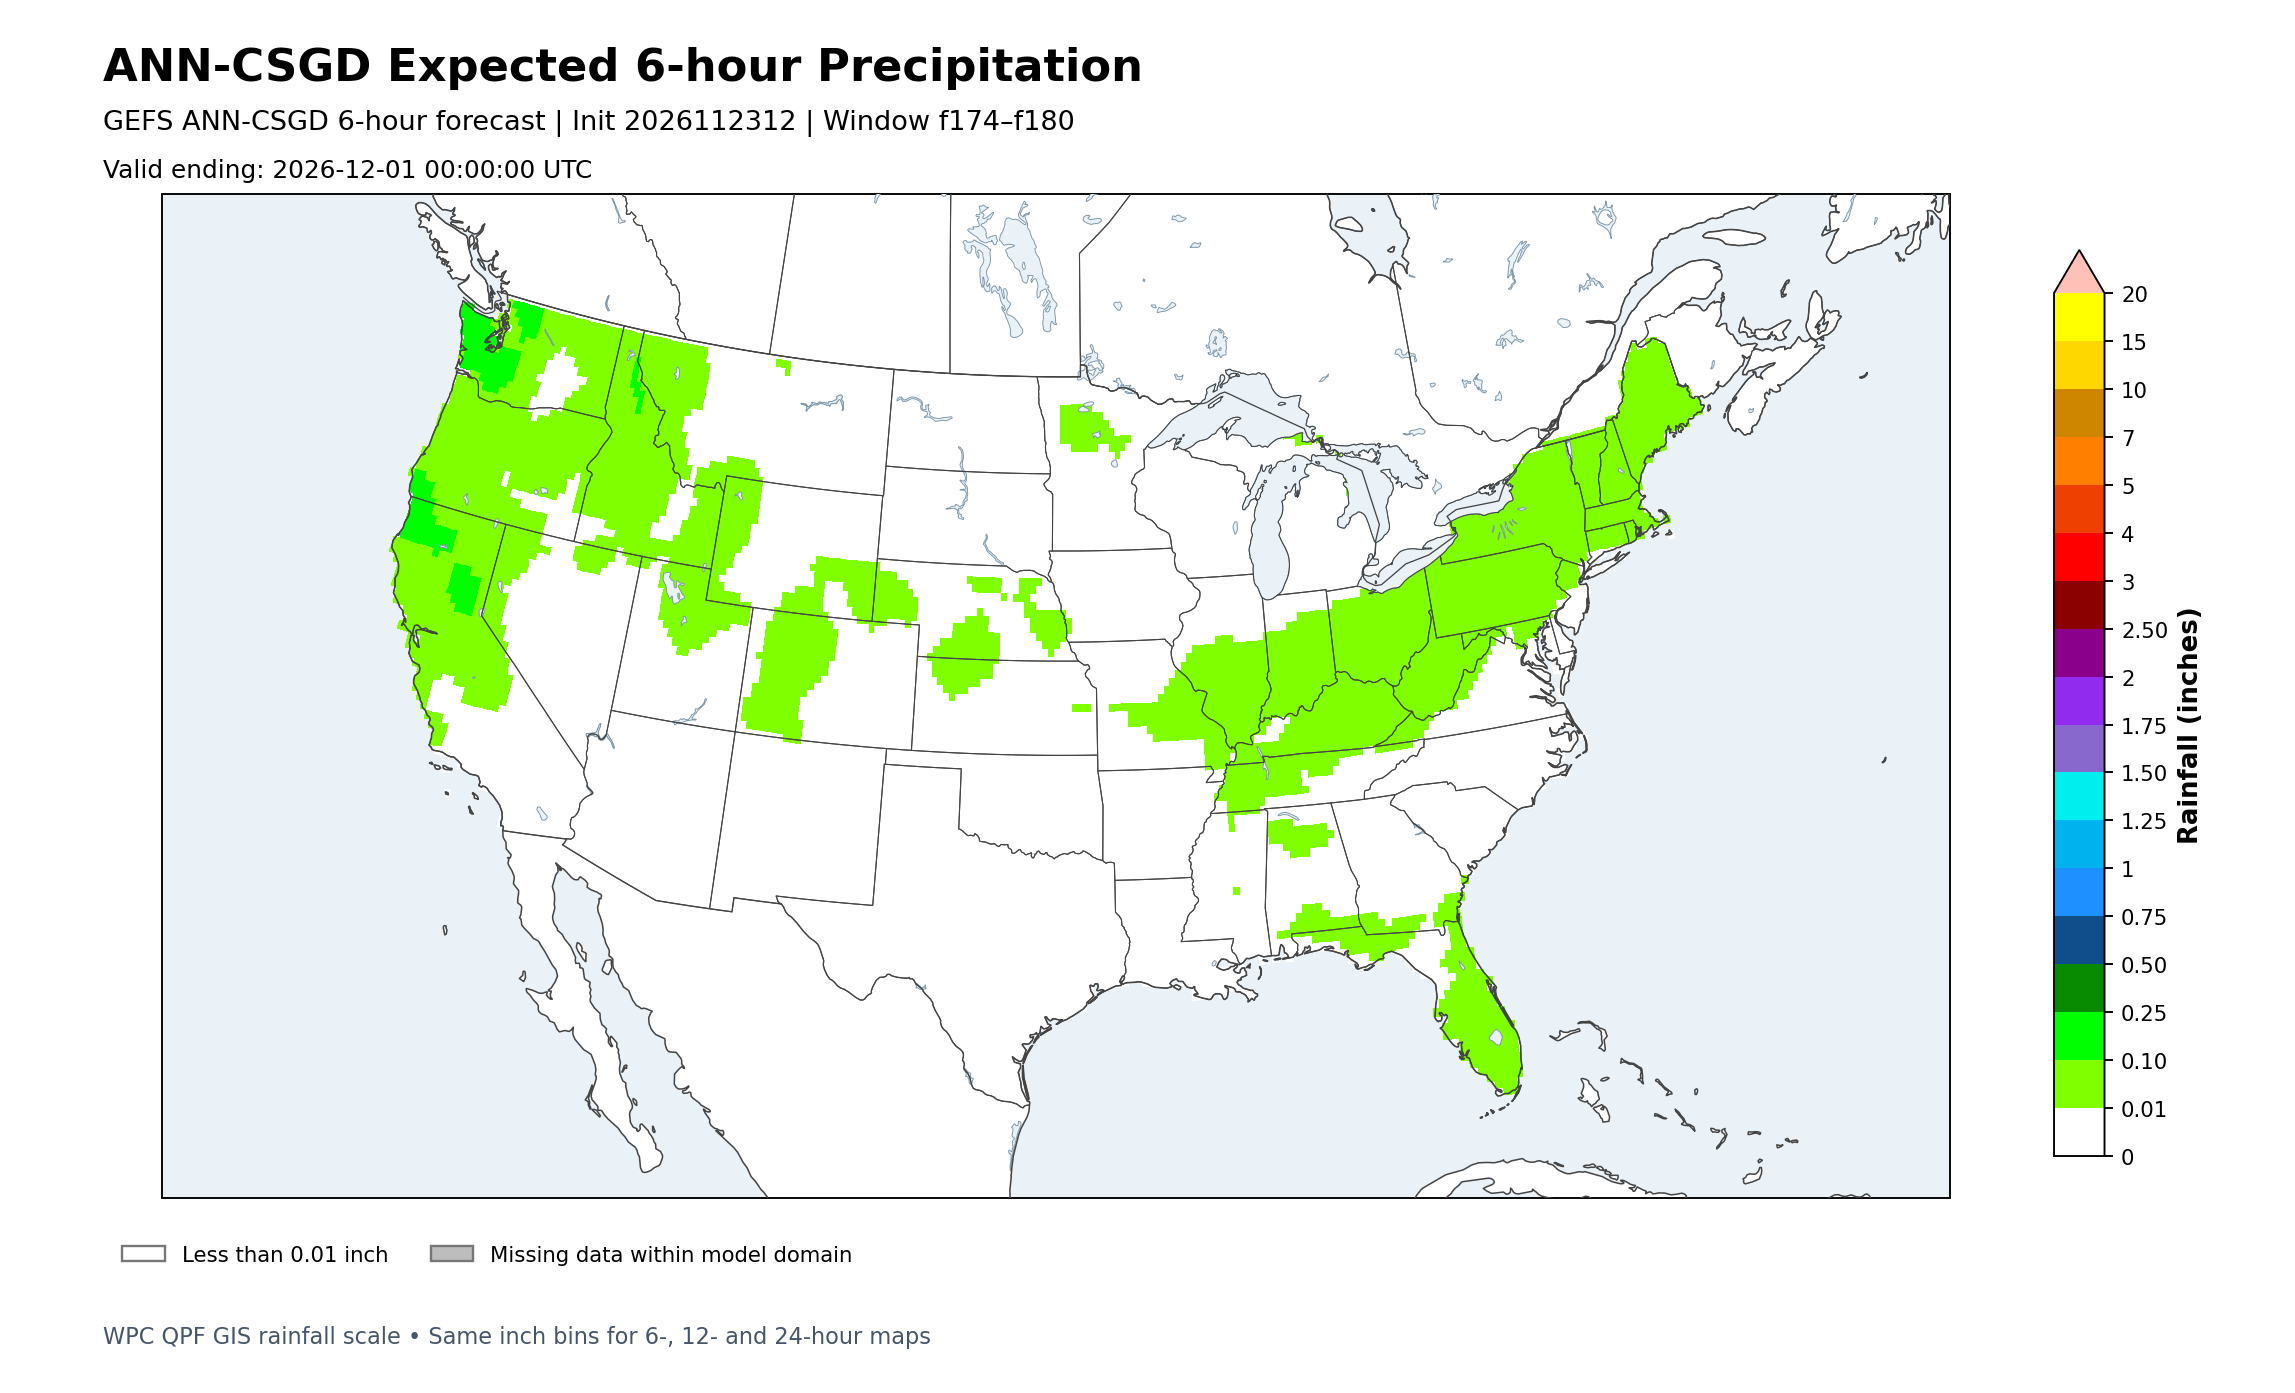 ANN-CSGD Expected 6-hour Precipitation
GEFS ANN-CSGD 6-hour forecast | Init 2026112312 | Window f174–f180
Valid ending: 2026-12-01 00:00:00 UTC
20
15
10
7
5
4
3
2.50
2
1.75
1.50
1.25
1
0.75
0.50
0.25
0.10
0.01
0
Rainfall (inches)
Less than 0.01 inch
Missing data within model domain
WPC QPF GIS rainfall scale • Same inch bins for 6-, 12- and 24-hour maps